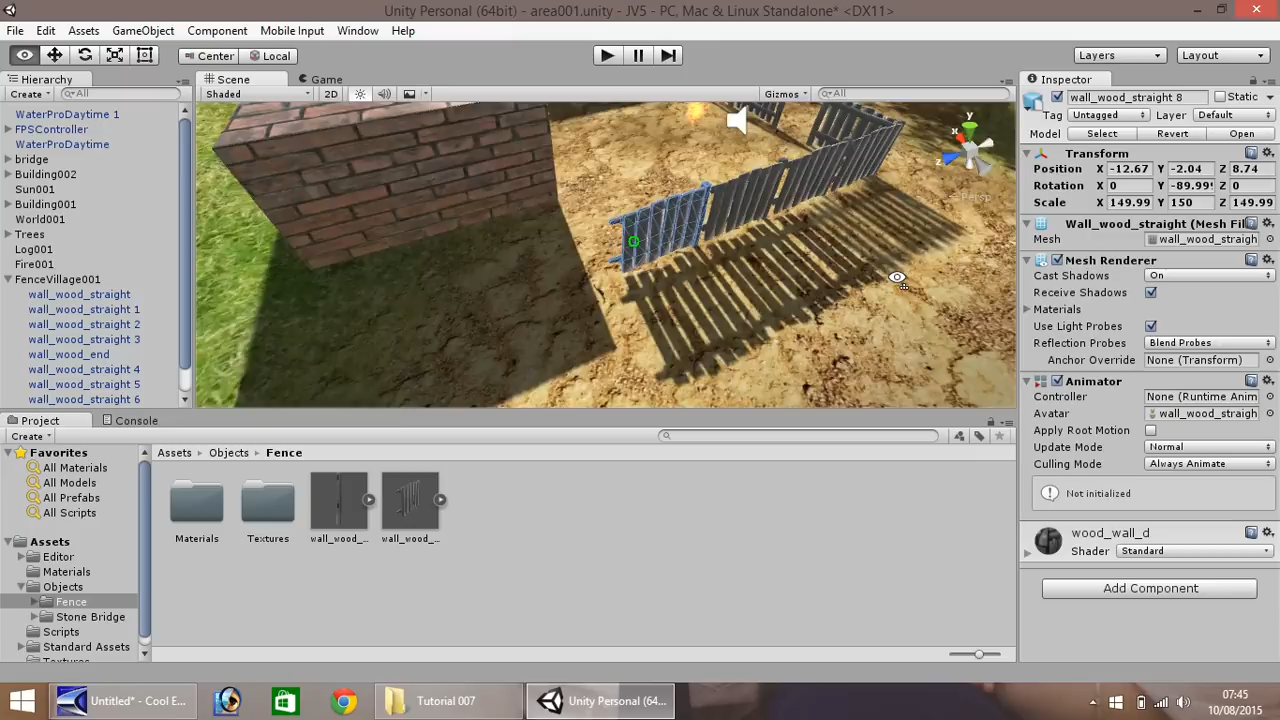 Unity Personal (64bit) - area001.unity - JV5 - PC, Mac & Linux Standalone* <DX11>
File Edit Assets GameObject Component Mobile Input Window Help
Center Local Layers Layout
Hierarchy
Create All
WaterProDaytime 1
FPSController
WaterProDaytime
bridge
Building002
Sun001
Building001
World001
Trees
Log001
Fire001
FenceVillage001
wall_wood_straight
wall_wood_straight 1
wall_wood_straight 2
wall_wood_straight 3
wall_wood_end
wall_wood_straight 4
wall_wood_straight 5
wall_wood_straight 6
Scene Game
Shaded 2D Gizmos All
y
x
z
Persp
Inspector
wall_wood_straight 8 Static
Tag Untagged Layer Default
Model Select Revert Open
Transform
Position X -12.67 Y -2.04 Z 8.74
Rotation X 0 Y -89.99 Z 0
Scale X 149.99 Y 150 Z 149.99
Wall_wood_straight (Mesh Fil
Mesh wall_wood_straigh
Mesh Renderer
Cast Shadows On
Receive Shadows
Materials
Use Light Probes
Reflection Probes Blend Probes
Anchor Override None (Transform)
Animator
Controller None (Runtime Anim
Avatar wall_wood_straigh
Apply Root Motion
Update Mode Normal
Culling Mode Always Animate
Not initialized
wood_wall_d
Shader Standard
Add Component
Project Console
Create
Favorites
All Materials
All Models
All Prefabs
All Scripts
Assets
Editor
Materials
Objects
Fence
Stone Bridge
Scripts
Standard Assets
Assets Objects Fence
Materials Textures wall_wood_... wall_wood_...
Untitled* - Cool E... Tutorial 007 Unity Personal (64...
07:45
10/08/2015